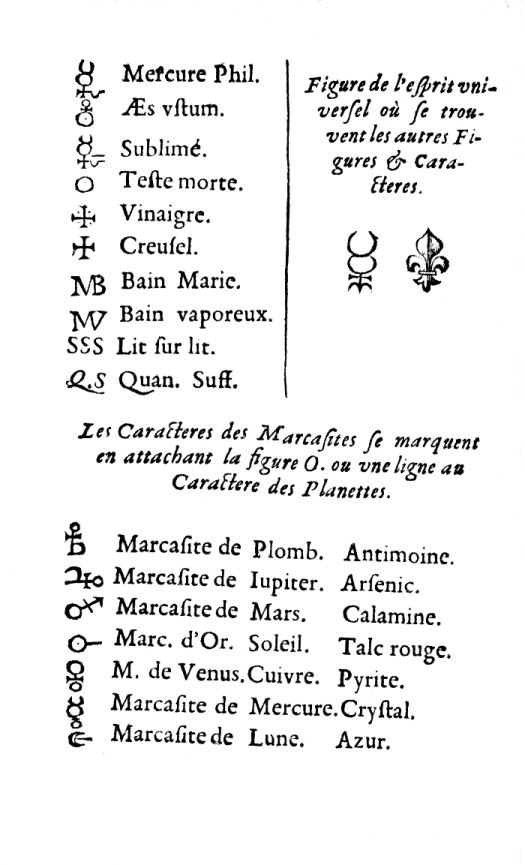 Mercure Phil.
Æs vſtum.
Sublimé.
Teſte morte.
Vinaigre.
Creuſel.
MB Bain Marie.
MV Bain vaporeux.
SSS Lit ſur lit.
Q.S Quan. Suff.
Figure de l'eſprit vni-
verſel où ſe trou-
vent les autres Fi-
gures & Cara-
cteres.
Les Caracteres des Marcaſites ſe marquent
en attachant la figure O. ou vne ligne au
Caractere des Planettes.
Marcaſite de Plomb. Antimoine.
Marcaſite de Iupiter. Arſenic.
Marcaſite de Mars. Calamine.
Marc. d'Or. Soleil. Talc rouge.
M. de Venus. Cuivre. Pyrite.
Marcaſite de Mercure. Cryſtal.
Marcaſite de Lune. Azur.